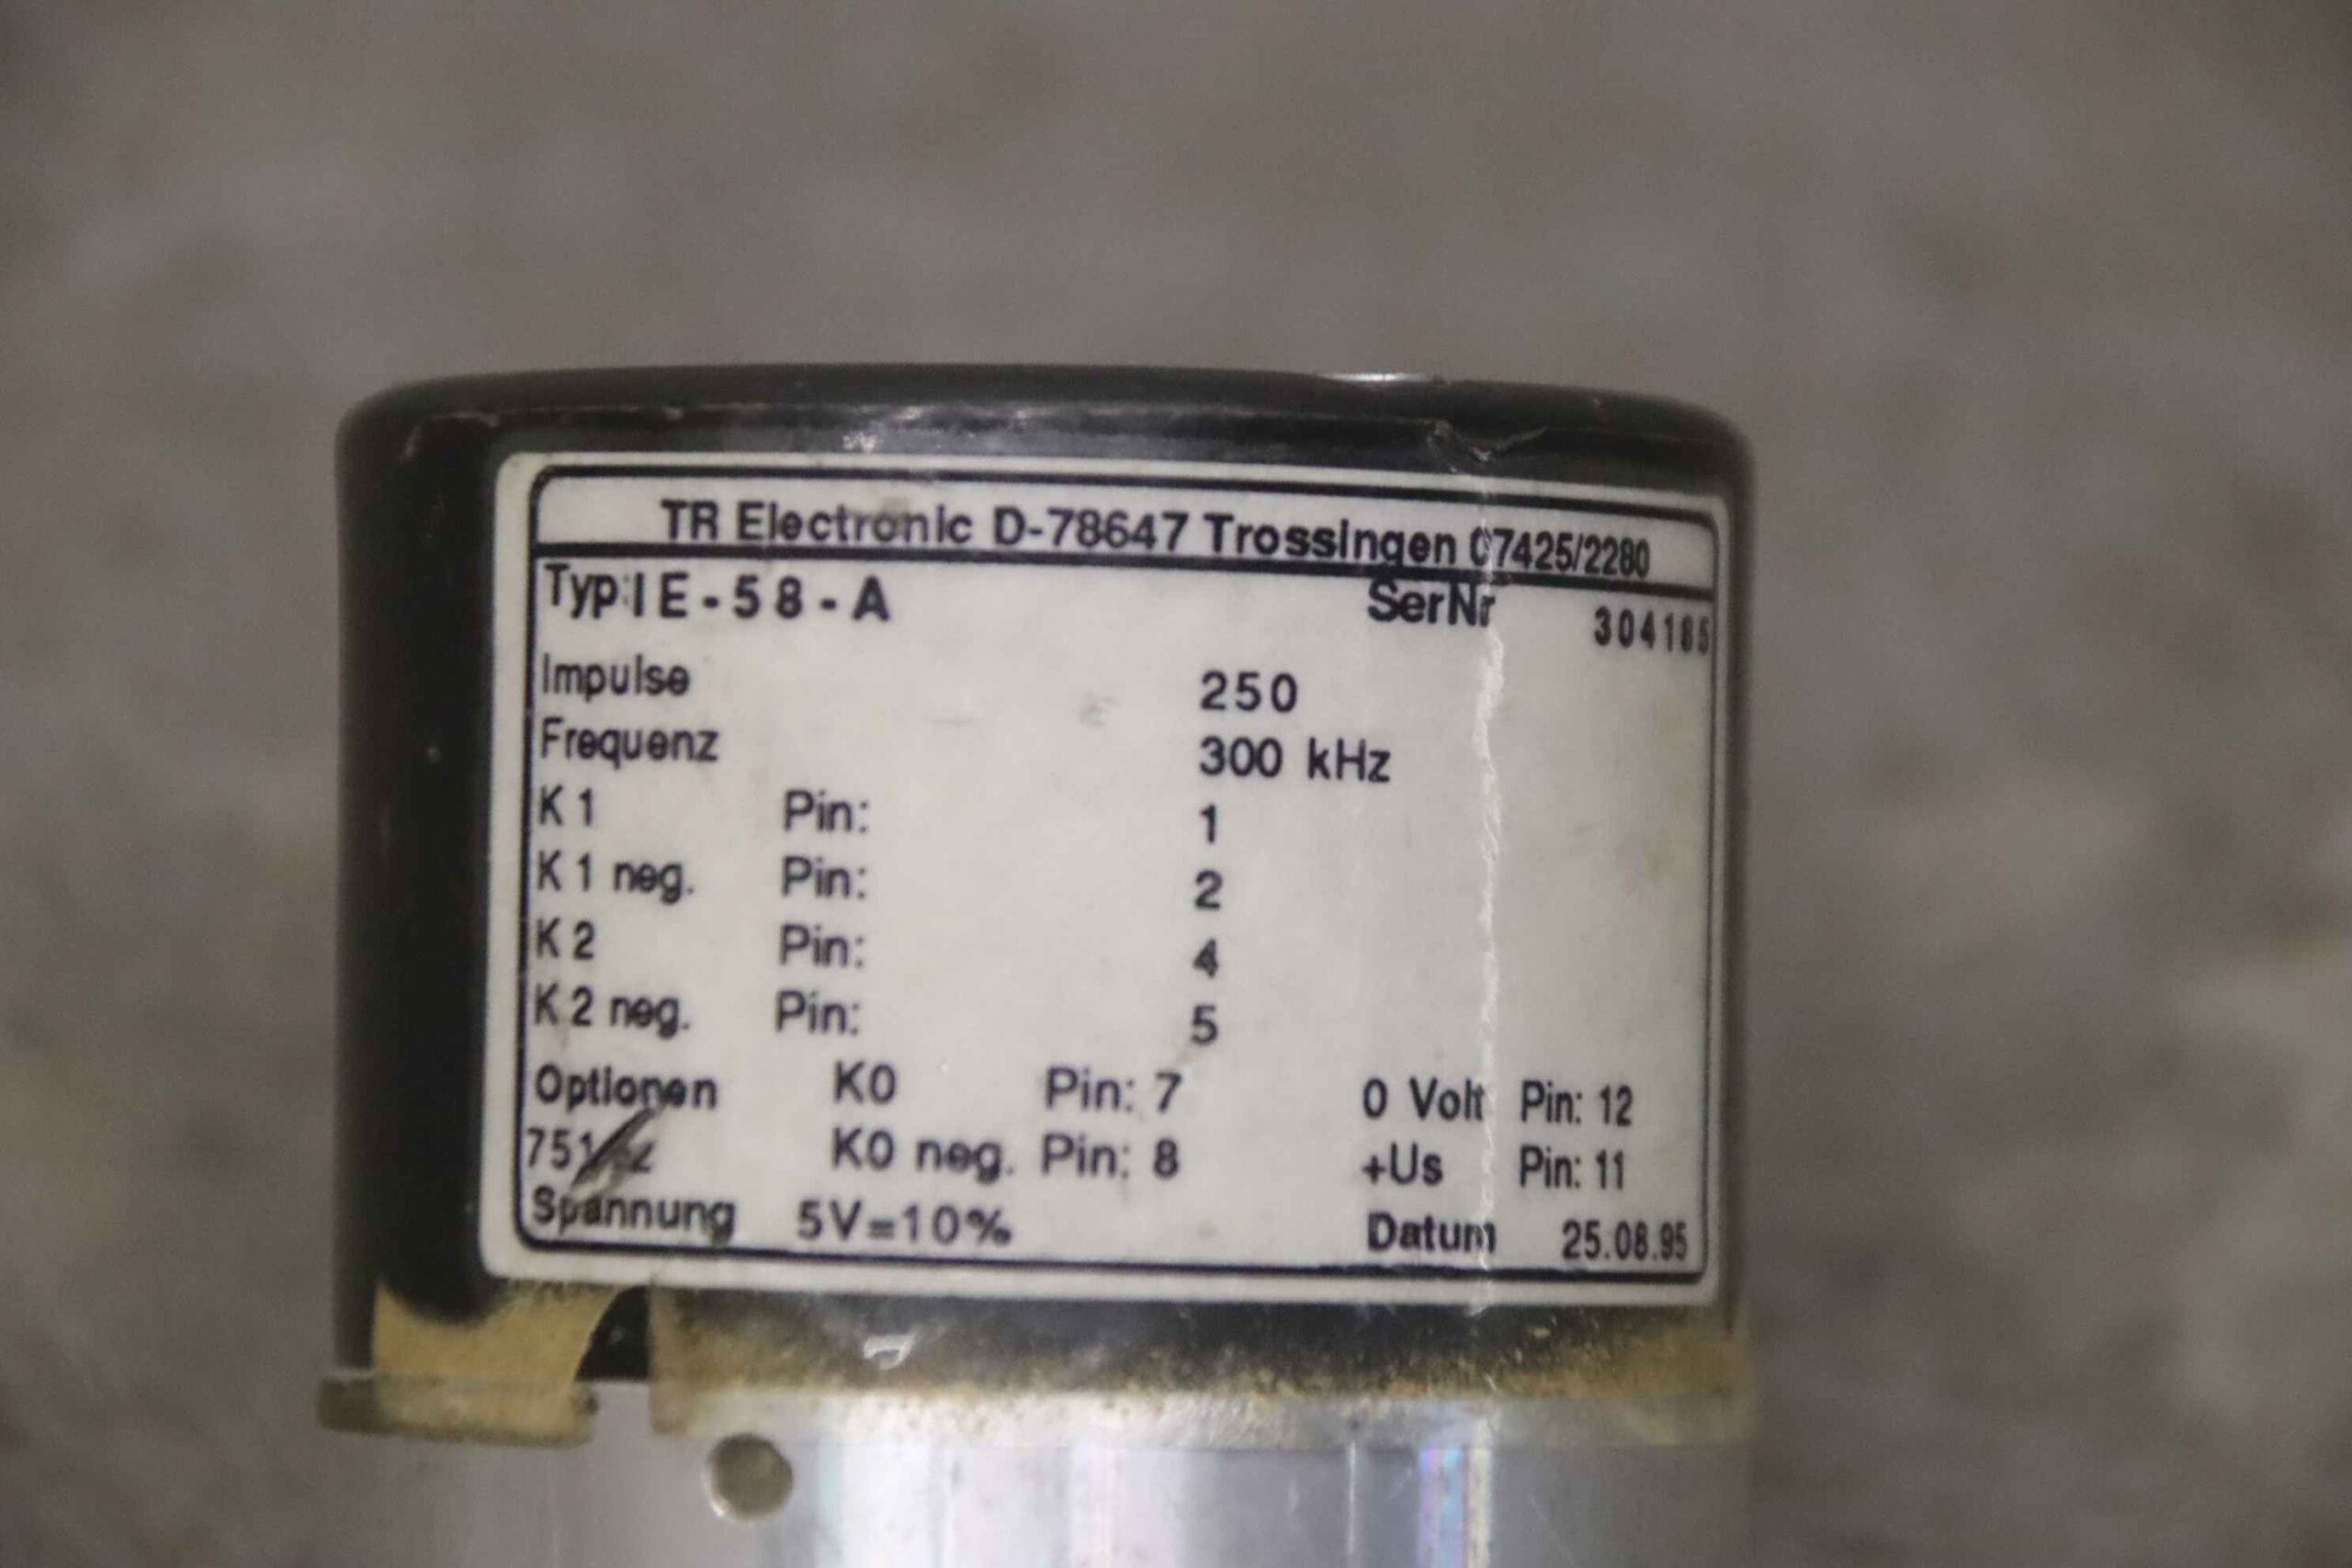 TR Electronic D-78647 Trossingen 07425/2280
Typ: IE-58-A SerNr 304185
Impulse 250
Frequenz 300 kHz
K 1 Pin: 1
K 1 neg. Pin: 2
K 2 Pin: 4
K 2 neg. Pin: 5
Optionen K0 Pin: 7 0 Volt Pin: 12
K0 neg. Pin: 8 +Us Pin: 11
Spannung 5V=10% Datum 25.08.95